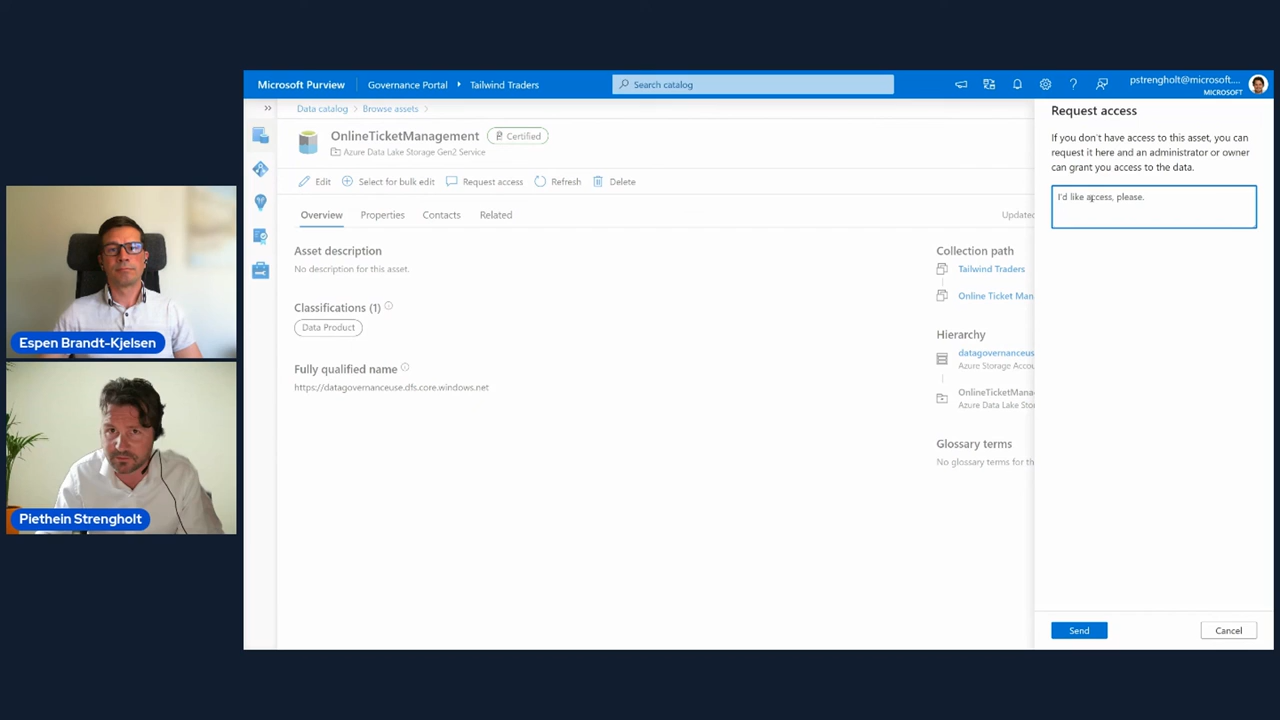 Microsoft Purview
Governance Portal
Tailwind Traders
Search catalog
pstrengholt@microsoft....
MICROSOFT
Data catalog
Browse assets
OnlineTicketManagement
Certified
Azure Data Lake Storage Gen2 Service
Edit
Select for bulk edit
Request access
Refresh
Delete
Overview
Properties
Contacts
Related
Updated
Asset description
No description for this asset.
Classifications (1)
Data Product
Fully qualified name
https://datagovernanceuse.dfs.core.windows.net
Collection path
Tailwind Traders
Online Ticket Man
Hierarchy
datagovernanceus
Azure Storage Accou
OnlineTicketMana
Azure Data Lake Sto
Glossary terms
No glossary terms for th
Request access
If you don't have access to this asset, you can
request it here and an administrator or owner
can grant you access to the data.
I'd like access, please.
Send
Cancel
Espen Brandt-Kjelsen
Piethein Strengholt